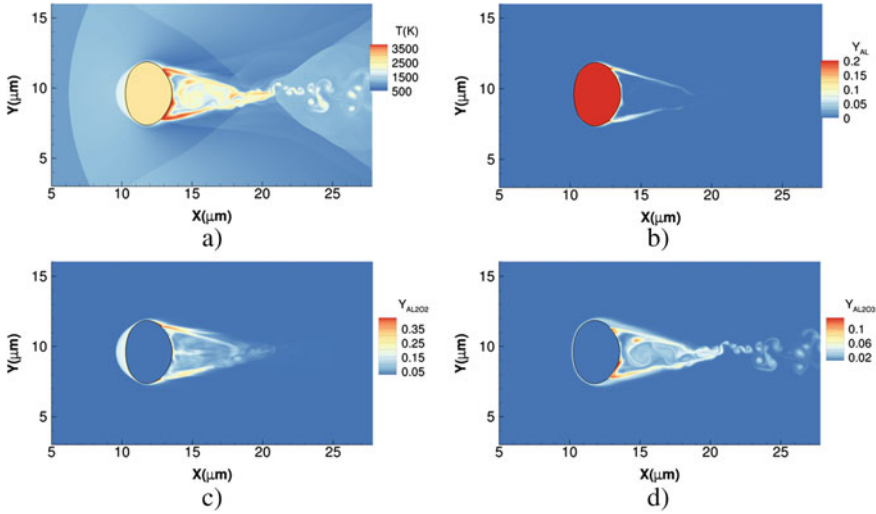 T(K)
3500
2500
1500
500
Y(μm)
15
10
5
5 10 15 20 25
X(μm)
a)
Y_AL
0.2
0.15
0.1
0.05
0
Y(μm)
15
10
5
5 10 15 20 25
X(μm)
b)
Y_AL2O2
0.35
0.25
0.15
0.05
Y(μm)
15
10
5
5 10 15 20 25
X(μm)
c)
Y_AL2O3
0.1
0.06
0.02
Y(μm)
15
10
5
5 10 15 20 25
X(μm)
d)